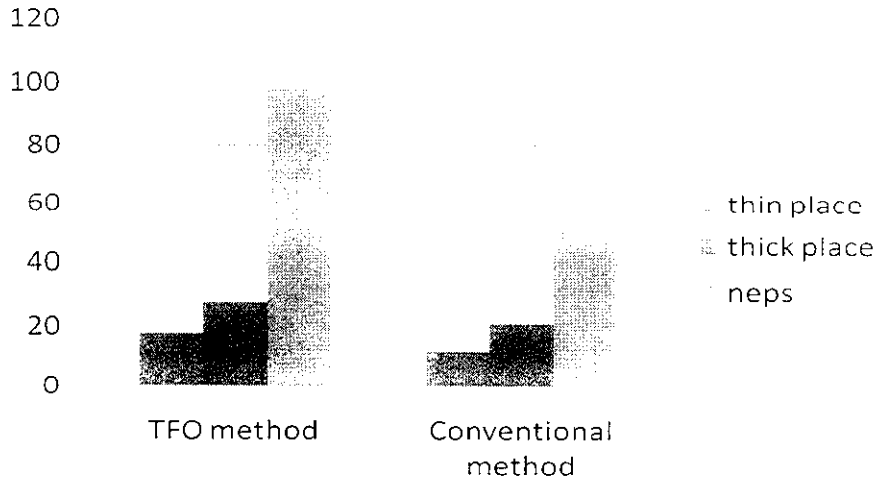 120
100
80
60
40
20
0
thin place
thick place
neps
TFO method
Conventional
method